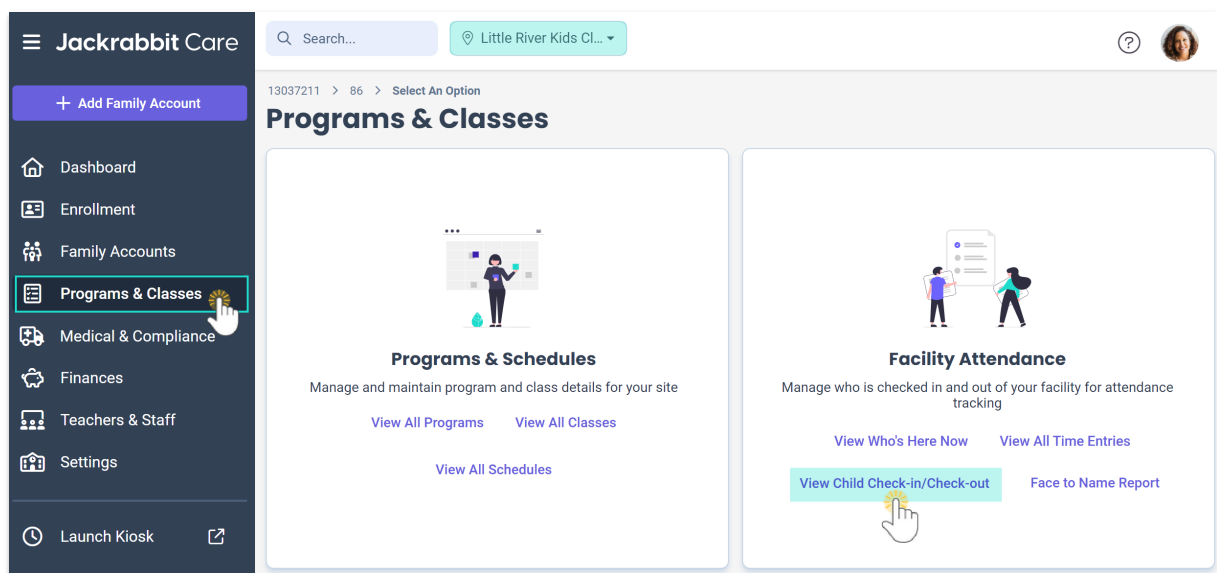 Jackrabbit Care
Search...
Little River Kids Cl...
?
+ Add Family Account
Dashboard
Enrollment
Family Accounts
Programs & Classes
Medical & Compliance
Finances
Teachers & Staff
Settings
Launch Kiosk
13037211 > 86 > Select An Option
Programs & Classes
Programs & Schedules
Manage and maintain program and class details for your site
View All Programs View All Classes
View All Schedules
Facility Attendance
Manage who is checked in and out of your facility for attendance
tracking
View Who's Here Now View All Time Entries
View Child Check-in/Check-out Face to Name Report